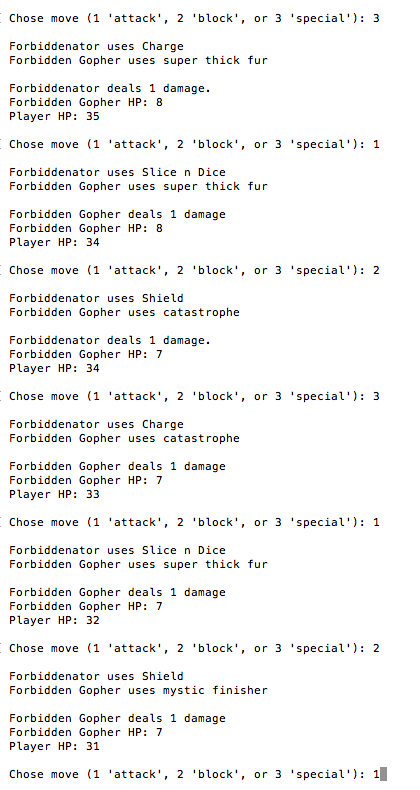 Chose move (1 'attack', 2 'block', or 3 'special'): 3
Forbiddenator uses Charge
Forbidden Gopher uses super thick fur
Forbiddenator deals 1 damage.
Forbidden Gopher HP: 8
Player HP: 35
Chose move (1 'attack', 2 'block', or 3 'special'): 1
Forbiddenator uses Slice n Dice
Forbidden Gopher uses super thick fur
Forbidden Gopher deals 1 damage
Forbidden Gopher HP: 8
Player HP: 34
Chose move (1 'attack', 2 'block', or 3 'special'): 2
Forbiddenator uses Shield
Forbidden Gopher uses catastrophe
Forbiddenator deals 1 damage.
Forbidden Gopher HP: 7
Player HP: 34
Chose move (1 'attack', 2 'block', or 3 'special'): 3
Forbiddenator uses Charge
Forbidden Gopher uses catastrophe
Forbidden Gopher deals 1 damage
Forbidden Gopher HP: 7
Player HP: 33
Chose move (1 'attack', 2 'block', or 3 'special'): 1
Forbiddenator uses Slice n Dice
Forbidden Gopher uses super thick fur
Forbidden Gopher deals 1 damage
Forbidden Gopher HP: 7
Player HP: 32
Chose move (1 'attack', 2 'block', or 3 'special'): 2
Forbiddenator uses Shield
Forbidden Gopher uses mystic finisher
Forbidden Gopher deals 1 damage
Forbidden Gopher HP: 7
Player HP: 31
Chose move (1 'attack', 2 'block', or 3 'special'): 1